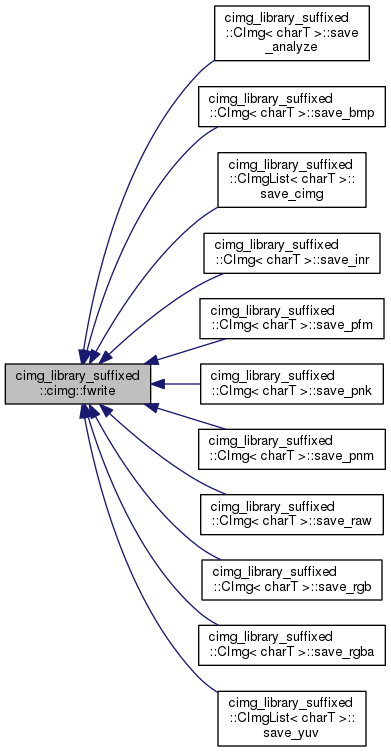 cimg_library_suffixed
::CImg< charT >::save
_analyze
cimg_library_suffixed
::CImg< charT >::save_bmp
cimg_library_suffixed
::CImgList< charT >::
save_cimg
cimg_library_suffixed
::CImg< charT >::save_inr
cimg_library_suffixed
::CImg< charT >::save_pfm
cimg_library_suffixed
::cimg::fwrite
cimg_library_suffixed
::CImg< charT >::save_pnk
cimg_library_suffixed
::CImg< charT >::save_pnm
cimg_library_suffixed
::CImg< charT >::save_raw
cimg_library_suffixed
::CImg< charT >::save_rgb
cimg_library_suffixed
::CImg< charT >::save_rgba
cimg_library_suffixed
::CImgList< charT >::
save_yuv